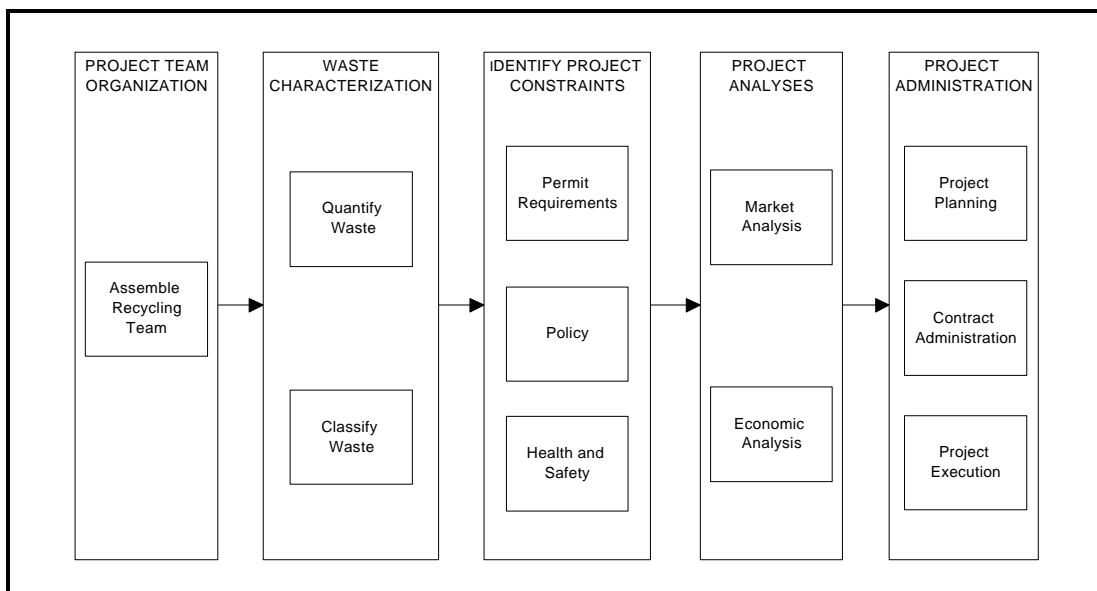 PROJECT TEAM
ORGANIZATION
Assemble
Recycling
Team
WASTE
CHARACTERIZATION
Quantify
Waste
Classify
Waste
IDENTIFY PROJECT
CONSTRAINTS
Permit
Requirements
Policy
Health and
Safety
PROJECT
ANALYSES
Market
Analysis
Economic
Analysis
PROJECT
ADMINISTRATION
Project
Planning
Contract
Administration
Project
Execution